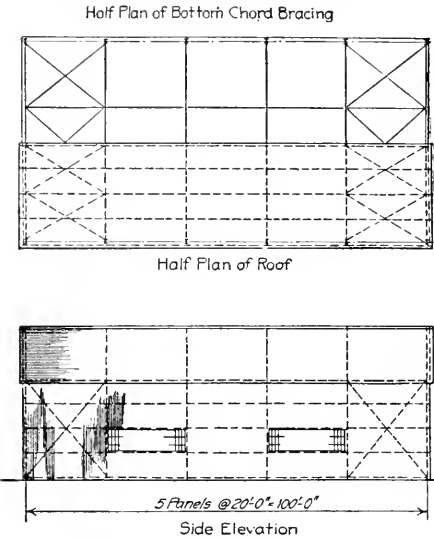 Half Plan of Bottom Chord Bracing
Half Plan of Roof
5 Panels @ 20'-0" = 100'-0"
Side Elevation